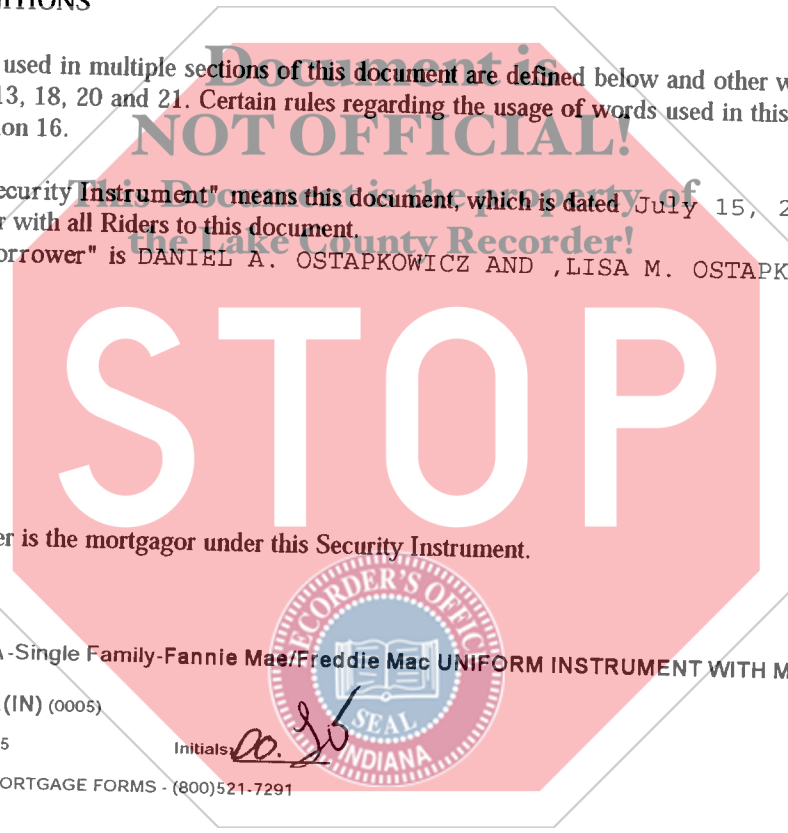 NITIONS
Document is
used in multiple sections of this document are defined below and other w
13, 18, 20 and 21. Certain rules regarding the usage of words used in this
NOT OFFICIAL!
on 16.
ecurity Instrument" means this document, which is dated July 15, 2
This Document is the property of
r with all Riders to this document.
the Lake County Recorder!
orrower" is DANIEL A. OSTAPKOWICZ AND ,LISA M. OSTAPK
STOP
er is the mortgagor under this Security Instrument.
RECORDER'S OFFICE
A-Single Family-Fannie Mae/Freddie Mac UNIFORM INSTRUMENT WITH M
(IN) (0005)
SEAL
5 Initials: DO.
INDIANA
ORTGAGE FORMS - (800)521-7291